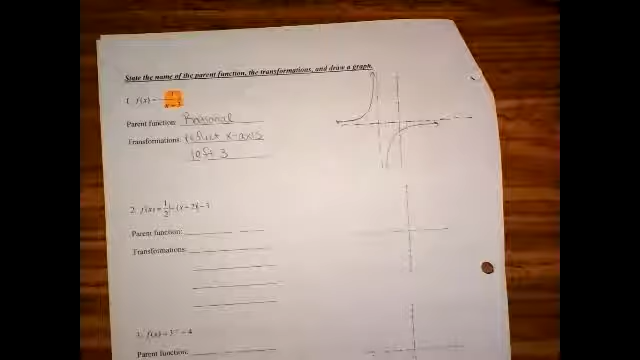 State the name of the parent function, the transformations, and draw a graph.
1. f(x) = -
Parent function: Rational
Transformations: reflect x-axis
left 3
2. f(x) =
Parent function:
Transformations:
3. f(x) =
Parent function: